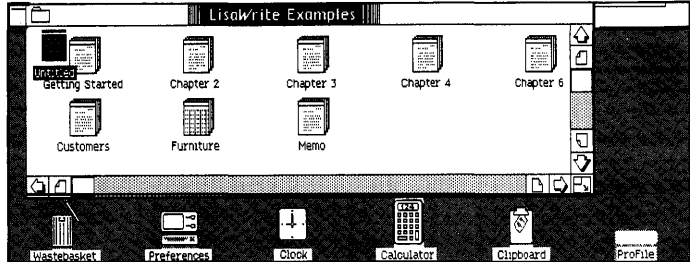 LisaWrite Examples
Untitled
Getting Started
Chapter 2
Chapter 3
Chapter 4
Chapter 6
Customers
Furniture
Memo
Wastebasket
Preferences
Clock
Calculator
Clipboard
ProFile